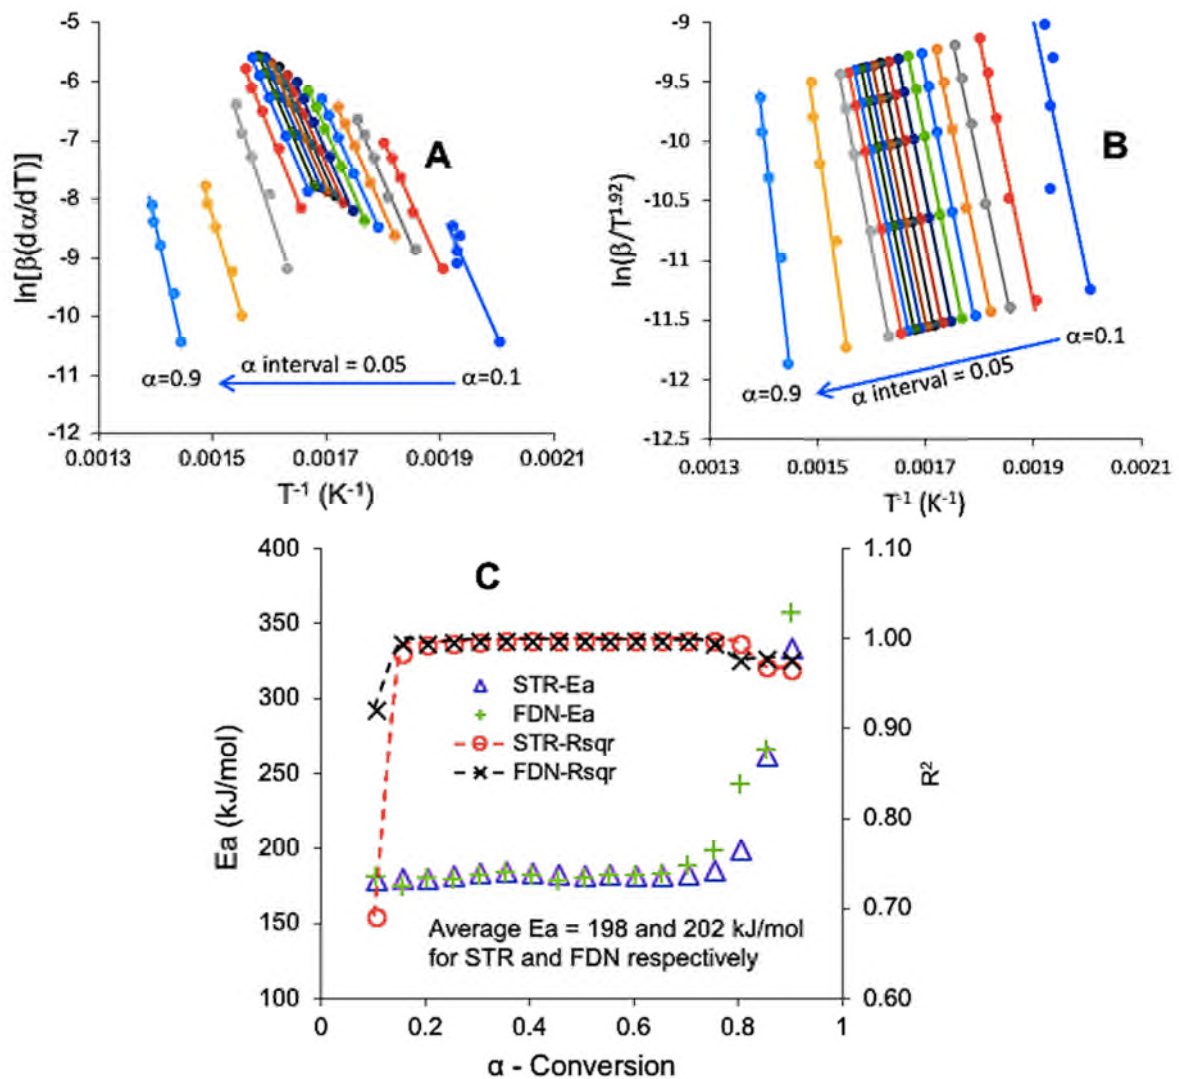 -5
-6
-7
-8
-9
-10
-11
-12
ln[β(dα/dT)]
A
α interval = 0.05
α=0.9
α=0.1
0.0013
0.0015
0.0017
0.0019
0.0021
T⁻¹ (K⁻¹)
-9
-9.5
-10
-10.5
-11
-11.5
-12
-12.5
ln(β/T¹·⁹²)
B
α=0.1
α=0.9
α interval = 0.05
0.0013
0.0015
0.0017
0.0019
0.0021
T⁻¹ (K⁻¹)
400
350
300
250
200
150
100
Ea (kJ/mol)
C
STR-Ea
FDN-Ea
STR-Rsqr
FDN-Rsqr
Average Ea = 198 and 202 kJ/mol
for STR and FDN respectively
1.10
1.00
0.90
0.80
0.70
0.60
R²
0
0.2
0.4
0.6
0.8
1
α - Conversion